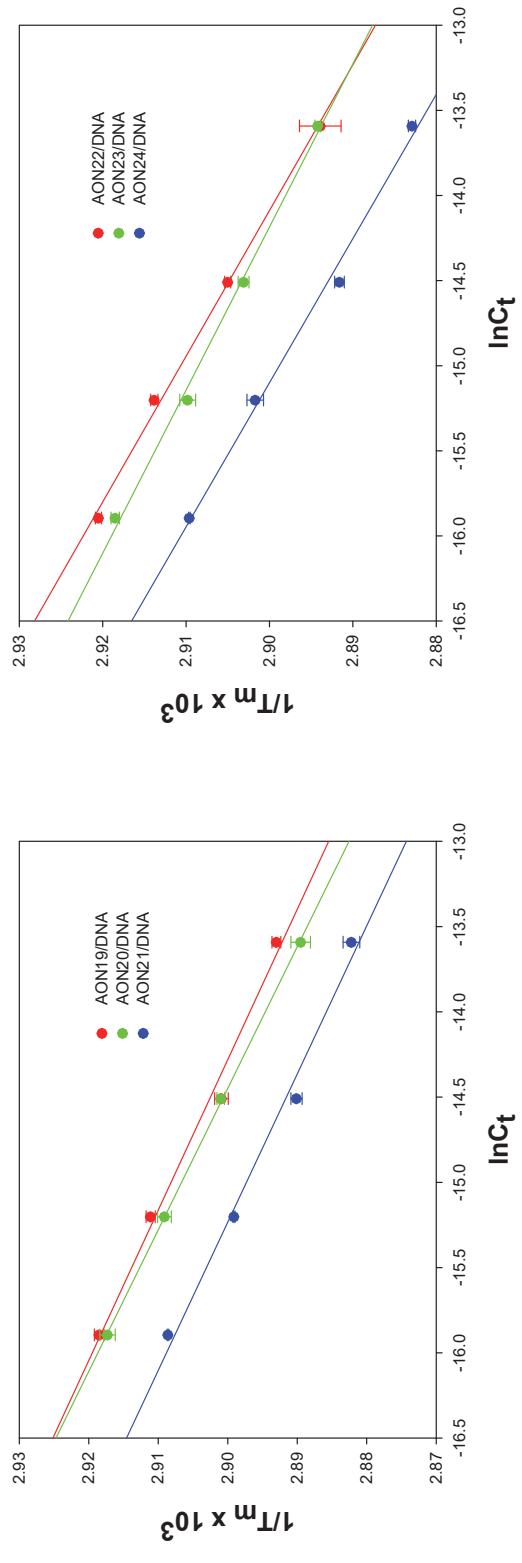 2.93
2.92
2.91
2.90
2.89
2.88
2.87
1/Tm x 10³
-16.5
-16.0
-15.5
-15.0
-14.5
-14.0
-13.5
-13.0
lnCt
AON19/DNA
AON20/DNA
AON21/DNA
2.93
2.92
2.91
2.90
2.89
2.88
1/Tm x 10³
-16.5
-16.0
-15.5
-15.0
-14.5
-14.0
-13.5
-13.0
lnCt
AON22/DNA
AON23/DNA
AON24/DNA